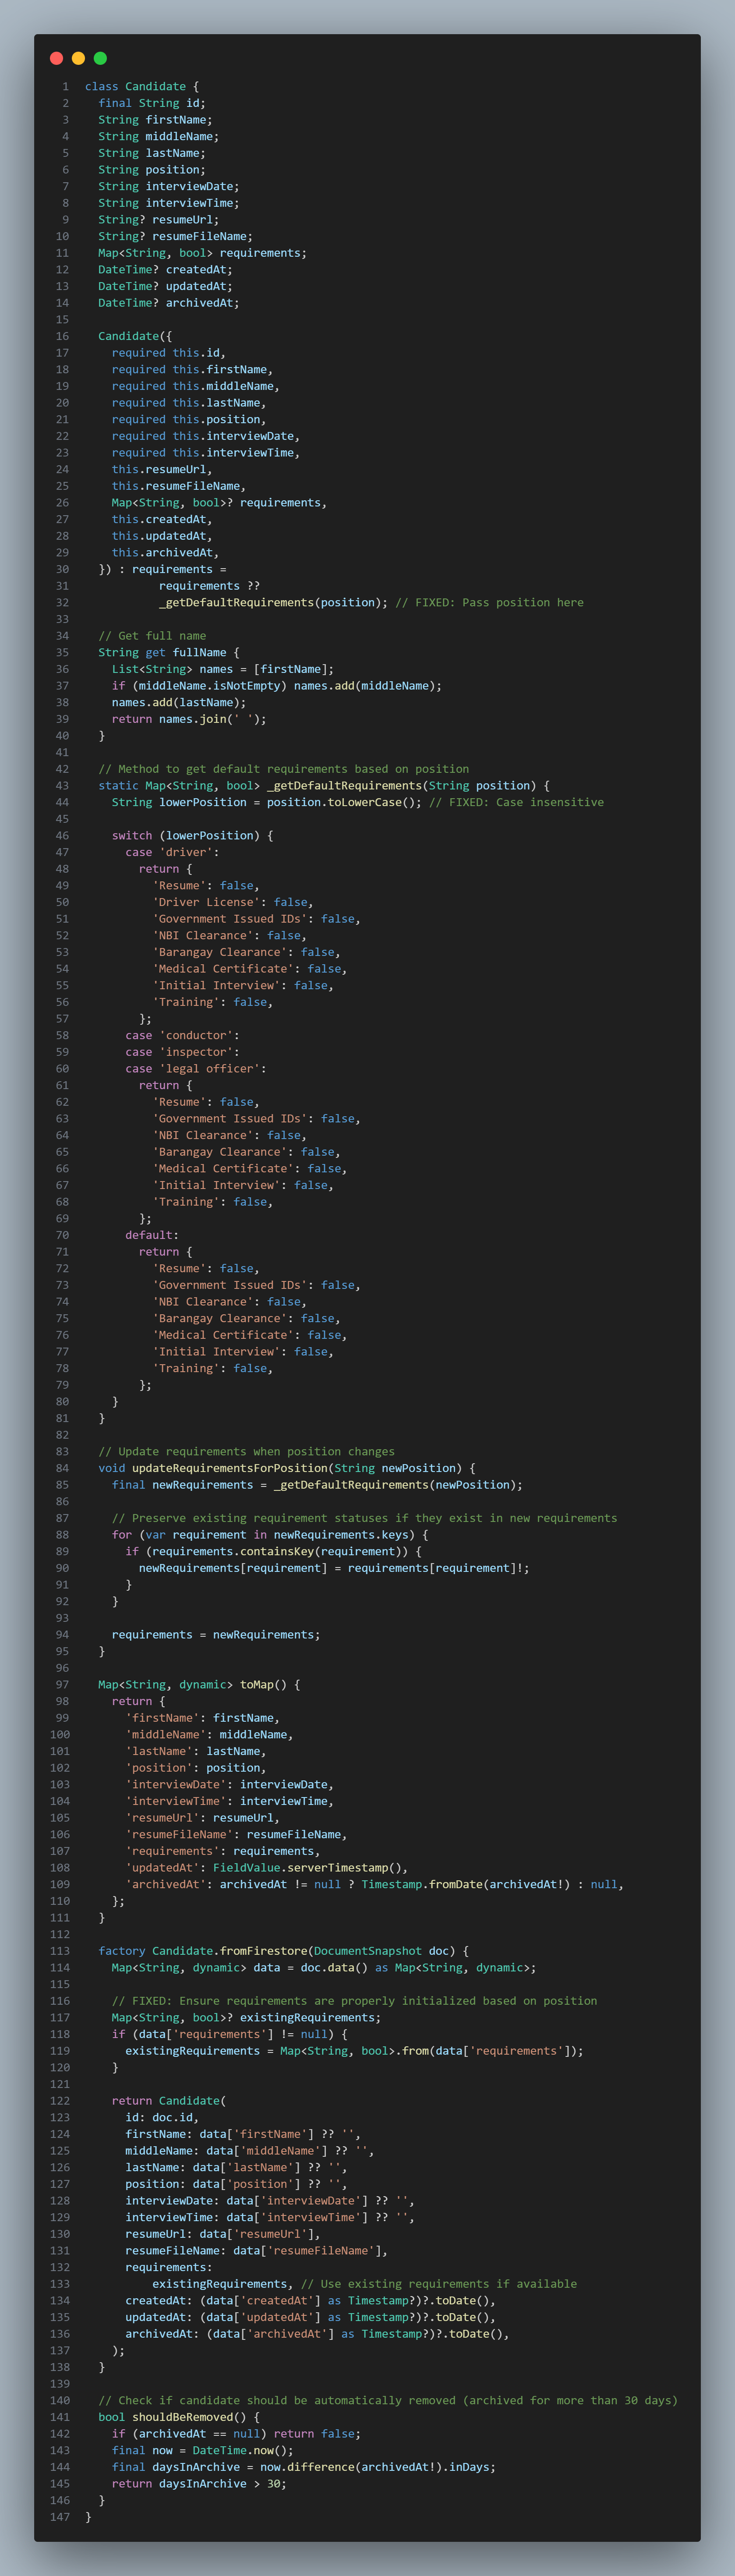 1 class Candidate {
2   final String id;
3   String firstName;
4   String middleName;
5   String lastName;
6   String position;
7   String interviewDate;
8   String interviewTime;
9   String? resumeUrl;
10   String? resumeFileName;
11   Map<String, bool> requirements;
12   DateTime? createdAt;
13   DateTime? updatedAt;
14   DateTime? archivedAt;
15
16   Candidate({
17     required this.id,
18     required this.firstName,
19     required this.middleName,
20     required this.lastName,
21     required this.position,
22     required this.interviewDate,
23     required this.interviewTime,
24     this.resumeUrl,
25     this.resumeFileName,
26     Map<String, bool>? requirements,
27     this.createdAt,
28     this.updatedAt,
29     this.archivedAt,
30   }) : requirements =
31            requirements ??
32            _getDefaultRequirements(position); // FIXED: Pass position here
33
34   // Get full name
35   String get fullName {
36     List<String> names = [firstName];
37     if (middleName.isNotEmpty) names.add(middleName);
38     names.add(lastName);
39     return names.join(' ');
40   }
41
42   // Method to get default requirements based on position
43   static Map<String, bool> _getDefaultRequirements(String position) {
44     String lowerPosition = position.toLowerCase(); // FIXED: Case insensitive
45
46     switch (lowerPosition) {
47       case 'driver':
48         return {
49           'Resume': false,
50           'Driver License': false,
51           'Government Issued IDs': false,
52           'NBI Clearance': false,
53           'Barangay Clearance': false,
54           'Medical Certificate': false,
55           'Initial Interview': false,
56           'Training': false,
57         };
58       case 'conductor':
59       case 'inspector':
60       case 'legal officer':
61         return {
62           'Resume': false,
63           'Government Issued IDs': false,
64           'NBI Clearance': false,
65           'Barangay Clearance': false,
66           'Medical Certificate': false,
67           'Initial Interview': false,
68           'Training': false,
69         };
70       default:
71         return {
72           'Resume': false,
73           'Government Issued IDs': false,
74           'NBI Clearance': false,
75           'Barangay Clearance': false,
76           'Medical Certificate': false,
77           'Initial Interview': false,
78           'Training': false,
79         };
80     }
81   }
82
83   // Update requirements when position changes
84   void updateRequirementsForPosition(String newPosition) {
85     final newRequirements = _getDefaultRequirements(newPosition);
86
87     // Preserve existing requirement statuses if they exist in new requirements
88     for (var requirement in newRequirements.keys) {
89       if (requirements.containsKey(requirement)) {
90         newRequirements[requirement] = requirements[requirement]!;
91       }
92     }
93
94     requirements = newRequirements;
95   }
96
97   Map<String, dynamic> toMap() {
98     return {
99       'firstName': firstName,
100       'middleName': middleName,
101       'lastName': lastName,
102       'position': position,
103       'interviewDate': interviewDate,
104       'interviewTime': interviewTime,
105       'resumeUrl': resumeUrl,
106       'resumeFileName': resumeFileName,
107       'requirements': requirements,
108       'updatedAt': FieldValue.serverTimestamp(),
109       'archivedAt': archivedAt != null ? Timestamp.fromDate(archivedAt!) : null,
110     };
111   }
112
113   factory Candidate.fromFirestore(DocumentSnapshot doc) {
114     Map<String, dynamic> data = doc.data() as Map<String, dynamic>;
115
116     // FIXED: Ensure requirements are properly initialized based on position
117     Map<String, bool>? existingRequirements;
118     if (data['requirements'] != null) {
119       existingRequirements = Map<String, bool>.from(data['requirements']);
120     }
121
122     return Candidate(
123       id: doc.id,
124       firstName: data['firstName'] ?? '',
125       middleName: data['middleName'] ?? '',
126       lastName: data['lastName'] ?? '',
127       position: data['position'] ?? '',
128       interviewDate: data['interviewDate'] ?? '',
129       interviewTime: data['interviewTime'] ?? '',
130       resumeUrl: data['resumeUrl'],
131       resumeFileName: data['resumeFileName'],
132       requirements:
133           existingRequirements, // Use existing requirements if available
134       createdAt: (data['createdAt'] as Timestamp?)?.toDate(),
135       updatedAt: (data['updatedAt'] as Timestamp?)?.toDate(),
136       archivedAt: (data['archivedAt'] as Timestamp?)?.toDate(),
137     );
138   }
139
140   // Check if candidate should be automatically removed (archived for more than 30 days)
141   bool shouldBeRemoved() {
142     if (archivedAt == null) return false;
143     final now = DateTime.now();
144     final daysInArchive = now.difference(archivedAt!).inDays;
145     return daysInArchive > 30;
146   }
147 }